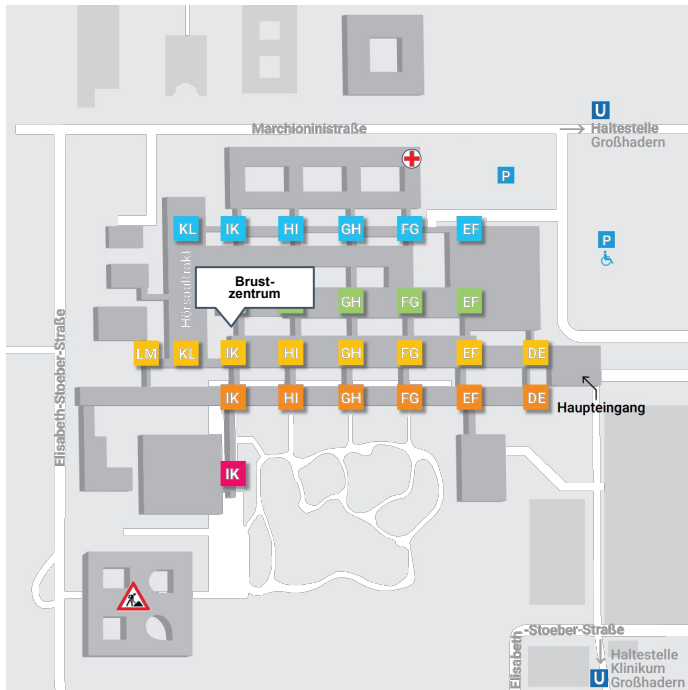 U
Marchioninistraße
Haltestelle
Großhadern
P
KL IK HI GH FG EF
P
Hörsaaltrakt
Brust-
zentrum
GH FG EF
LM KL IK HI GH FG EF DE
IK HI GH FG EF DE
Haupteingang
Elisabeth-Stoeber-Straße
IK
Elisabeth-Stoeber-Straße
Haltestelle
Klinikum
Großhadern
U